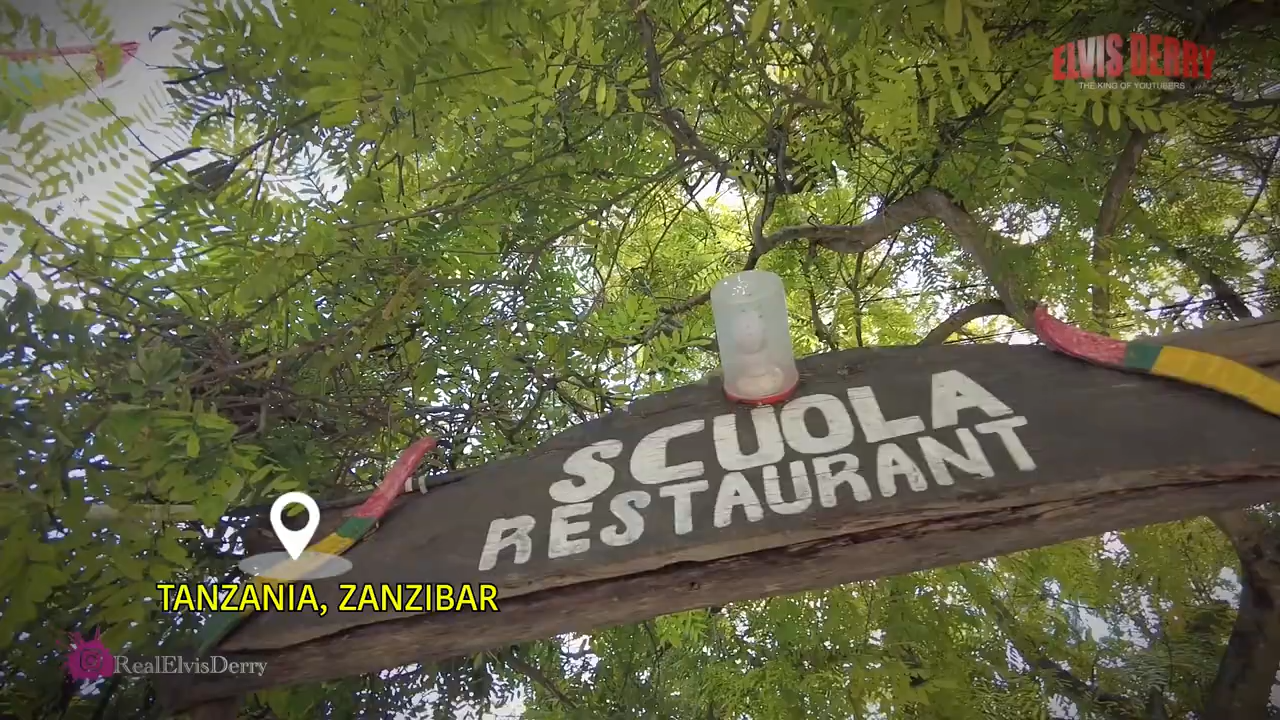 ELVIS DERRY
THE KING OF YOUTUBERS
SCUOLA
RESTAURANT
TANZANIA, ZANZIBAR
RealElvisDerry